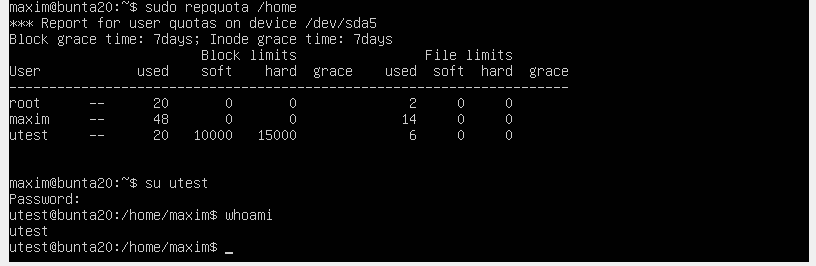 maxim@bunta20:~$ sudo repquota /home
*** Report for user quotas on device /dev/sda5
Block grace time: 7days; Inode grace time: 7days
                        Block limits                File limits
User            used    soft    hard  grace    used  soft  hard  grace
----------------------------------------------------------------------
root      --      20       0       0              2     0     0
maxim     --      48       0       0             14     0     0
utest     --      20   10000   15000              6     0     0
maxim@bunta20:~$ su utest
Password:
utest@bunta20:/home/maxim$ whoami
utest
utest@bunta20:/home/maxim$ _